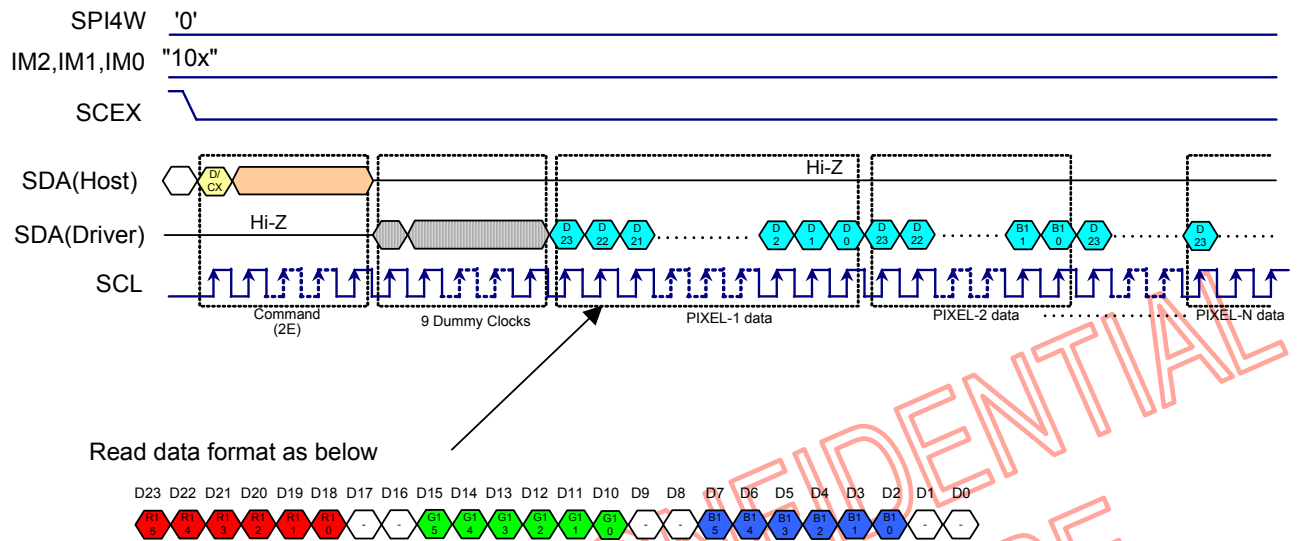 SPI4W '0'
IM2,IM1,IM0 "10x"
SCEX
Hi-Z
SDA(Host) D/CX
Hi-Z
SDA(Driver) D23 D22 D21 D2 D1 D0 D23 D22 B11 B10 D23 D23
SCL
Command (2E) 9 Dummy Clocks PIXEL-1 data PIXEL-2 data PIXEL-N data
Read data format as below
D23 D22 D21 D20 D19 D18 D17 D16 D15 D14 D13 D12 D11 D10 D9 D8 D7 D6 D5 D4 D3 D2 D1 D0
R15 R14 R13 R12 R11 R10 - - G15 G14 G13 G12 G11 G10 - - B15 B14 B13 B12 B11 B10 - -